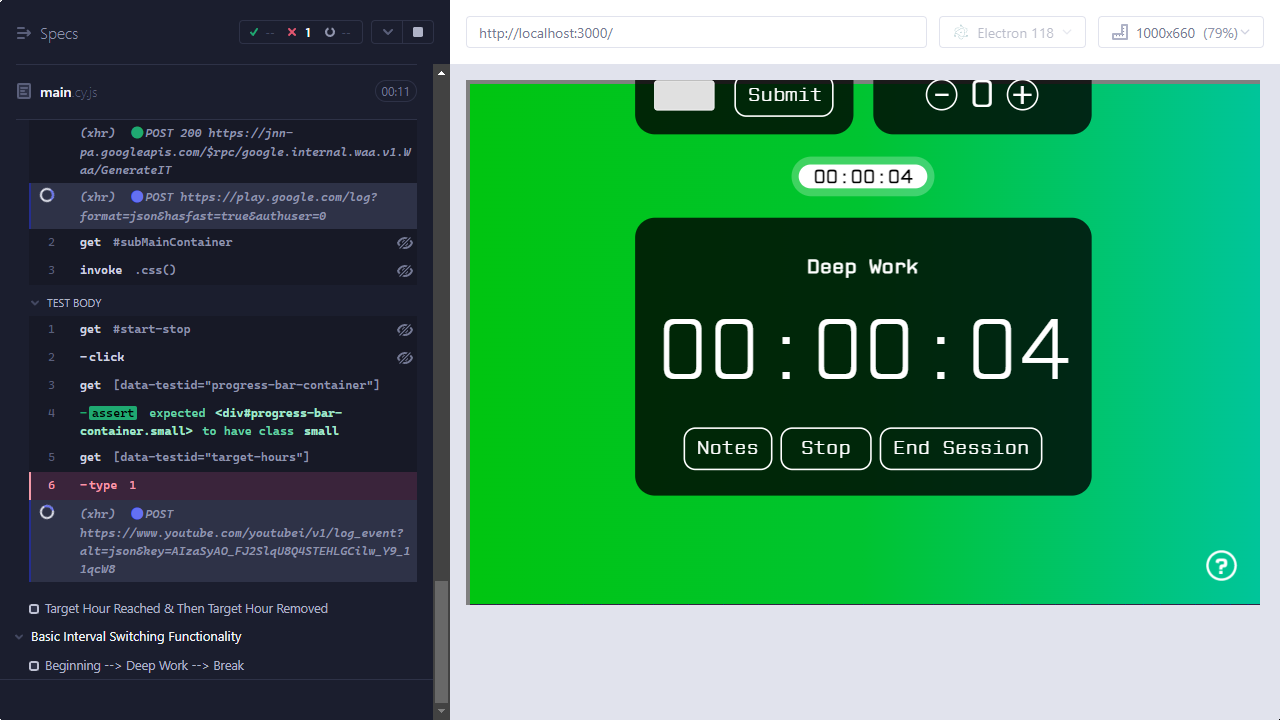 Specs
--
1
--
main.cy.js
00:11
(xhr) POST 200 https://jnn-
pa.googleapis.com/$rpc/google.internal.waa.v1.W
aa/GenerateIT
(xhr) POST https://play.google.com/log?
format=json&hasfast=true&authuser=0
2 get #subMainContainer
3 invoke .css()
TEST BODY
1 get #start-stop
2 -click
3 get [data-testid="progress-bar-container"]
4 -assert expected <div#progress-bar-
container.small> to have class small
5 get [data-testid="target-hours"]
6 -type 1
(xhr) POST
https://www.youtube.com/youtubei/v1/log_event?
alt=json&key=AIzaSyAO_FJ2SlqU8Q4STEHLGCilw_Y9_1
1qcW8
Target Hour Reached & Then Target Hour Removed
Basic Interval Switching Functionality
Beginning --> Deep Work --> Break
http://localhost:3000/
Electron 118
1000x660 (79%)
Submit
0
00:00:04
Deep Work
00:00:04
Notes
Stop
End Session
?